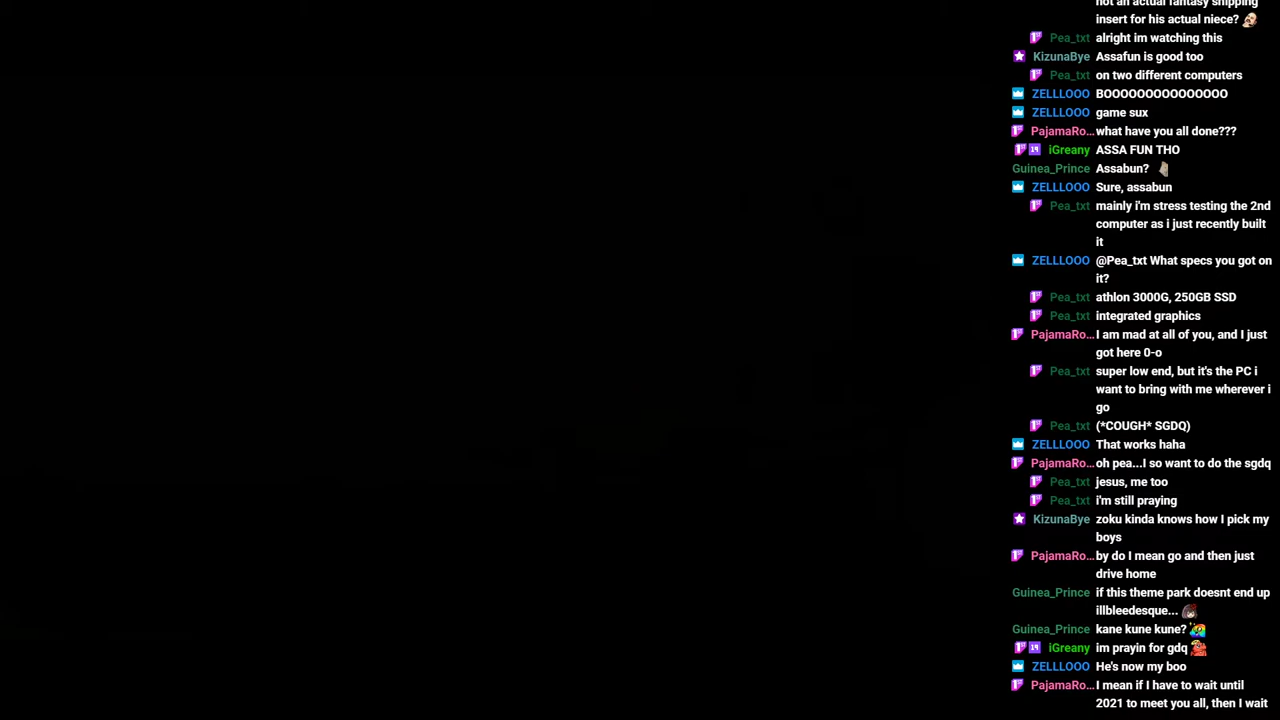 not an actual fantasy shipping
insert for his actual niece?
Pea_txt alright im watching this
KizunaBye Assafun is good too
Pea_txt on two different computers
ZELLLOOO BOOOOOOOOOOOOOOO
ZELLLOOO game sux
PajamaRo... what have you all done???
iGreany ASSA FUN THO
Guinea_Prince Assabun?
ZELLLOOO Sure, assabun
Pea_txt mainly i'm stress testing the 2nd
computer as i just recently built
it
ZELLLOOO @Pea_txt What specs you got on
it?
Pea_txt athlon 3000G, 250GB SSD
Pea_txt integrated graphics
PajamaRo... I am mad at all of you, and I just
got here 0-o
Pea_txt super low end, but it's the PC i
want to bring with me wherever i
go
Pea_txt (*COUGH* SGDQ)
ZELLLOOO That works haha
PajamaRo... oh pea...I so want to do the sgdq
Pea_txt jesus, me too
Pea_txt i'm still praying
KizunaBye zoku kinda knows how I pick my
boys
PajamaRo... by do I mean go and then just
drive home
Guinea_Prince if this theme park doesnt end up
illbleedesque...
Guinea_Prince kane kune kune?
iGreany im prayin for gdq
ZELLLOOO He's now my boo
PajamaRo... I mean if I have to wait until
2021 to meet you all, then I wait